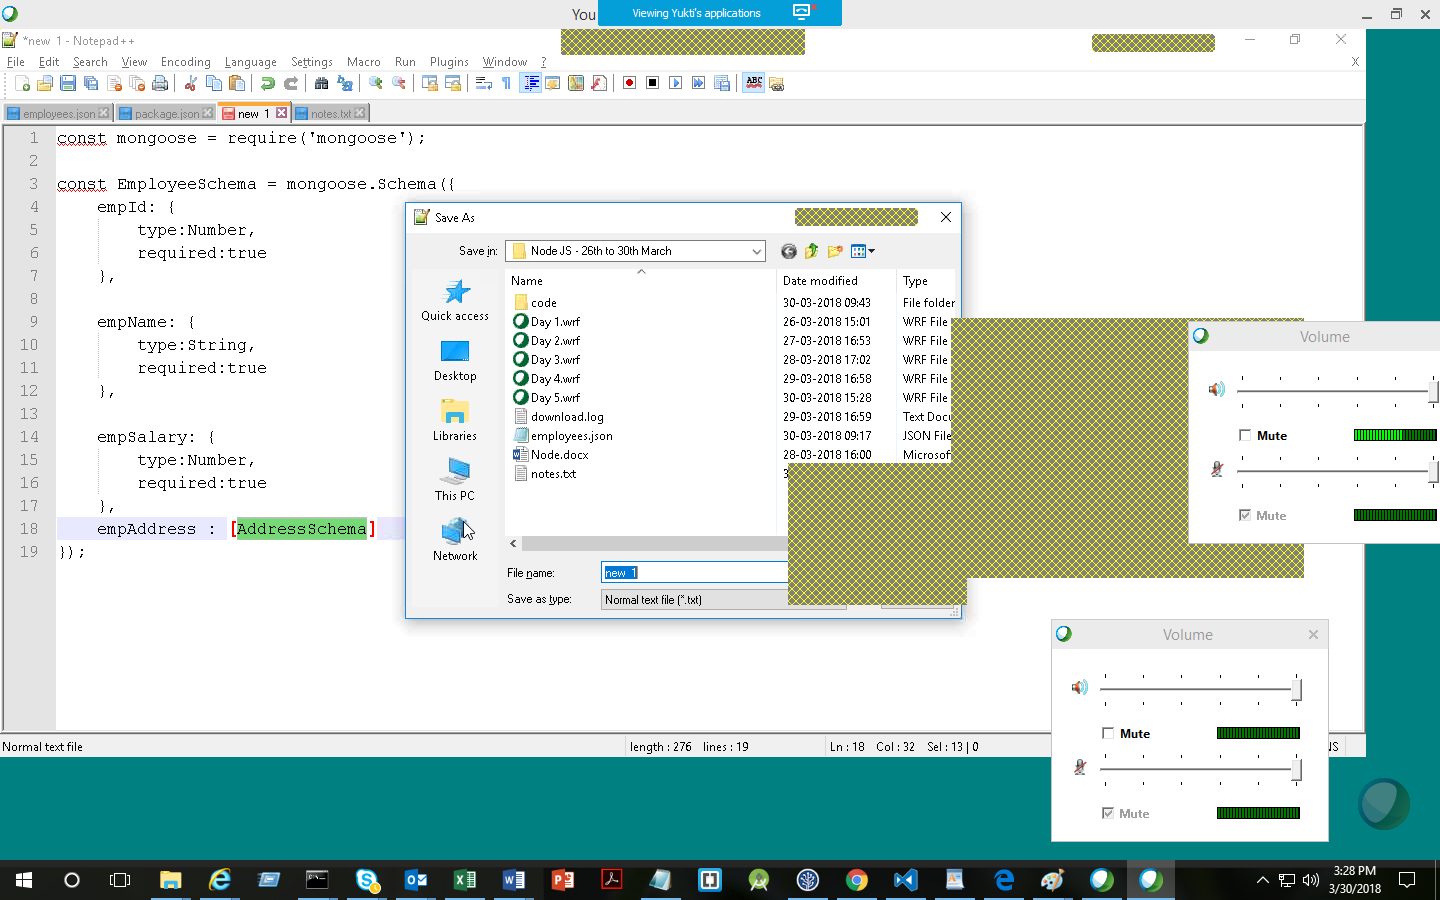 You
Viewing Yukti's applications
*new 1 - Notepad++
File Edit Search View Encoding Language Settings Macro Run Plugins Window ?
X
employees.json package.json new 1 notes.txt
1 const mongoose = require('mongoose');
2
3 const EmployeeSchema = mongoose.Schema({
4 empId: {
5 type:Number,
6 required:true
7 },
8
9 empName: {
10 type:String,
11 required:true
12 },
13
14 empSalary: {
15 type:Number,
16 required:true
17 },
18 empAddress : [AddressSchema]
19 });
Save As
Save in: Node JS - 26th to 30th March
Quick access
Desktop
Libraries
This PC
Network
Name Date modified Type
code 30-03-2018 09:43 File folder
Day 1.wrf 26-03-2018 15:01 WRF File
Day 2.wrf 27-03-2018 16:53 WRF File
Day 3.wrf 28-03-2018 17:02 WRF File
Day 4.wrf 29-03-2018 16:58 WRF File
Day 5.wrf 30-03-2018 15:28 WRF File
download.log 29-03-2018 16:59 Text Docu
employees.json 30-03-2018 09:17 JSON File
Node.docx 28-03-2018 16:00 Microsof
notes.txt
File name: new 1
Save as type: Normal text file (*.txt)
Volume
Mute
Mute
Volume
Mute
Mute
Normal text file length : 276 lines : 19 Ln : 18 Col : 32 Sel : 13 | 0 NS
3:28 PM
3/30/2018